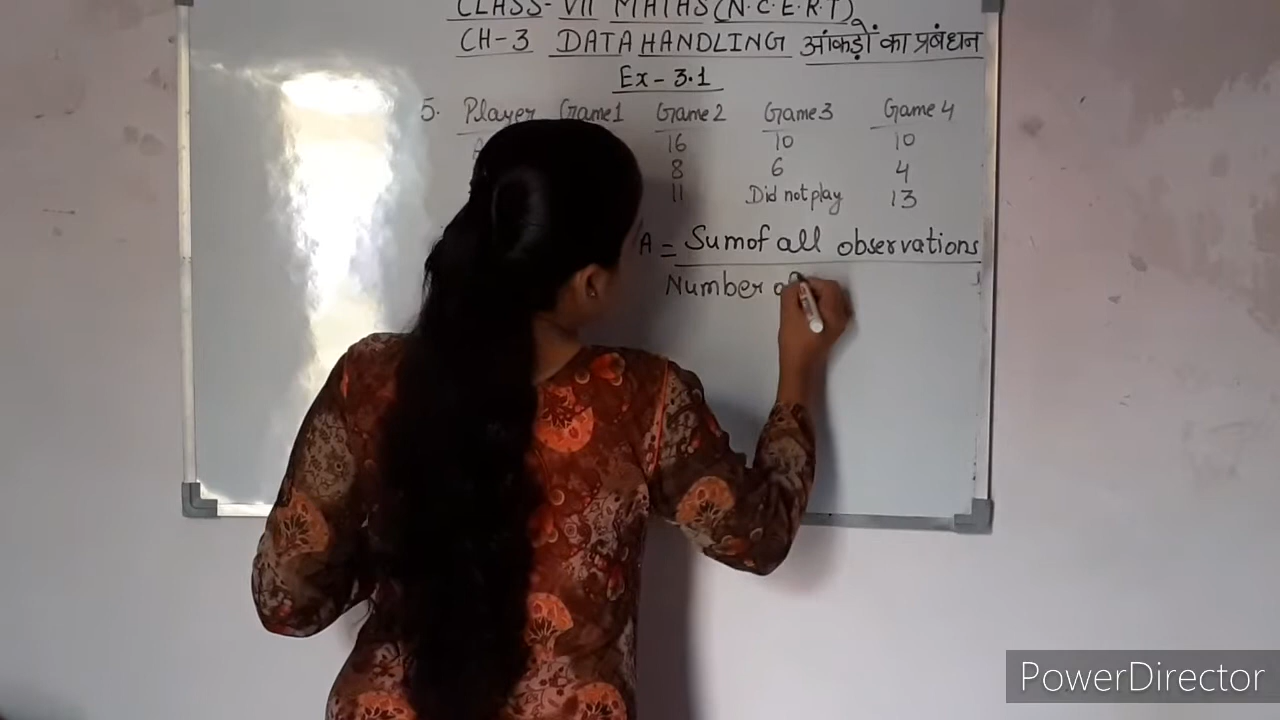 CLASS- VII MATHS (N.C.E.R.T)
CH-3 DATA HANDLING आंकड़ों का प्रबंधन
Ex-3.1
5. Player Game1 Game 2 Game 3 Game 4
A 16 10 10
8 6 4
11 Did not play 13
A = Sum of all observations
Number of
PowerDirector